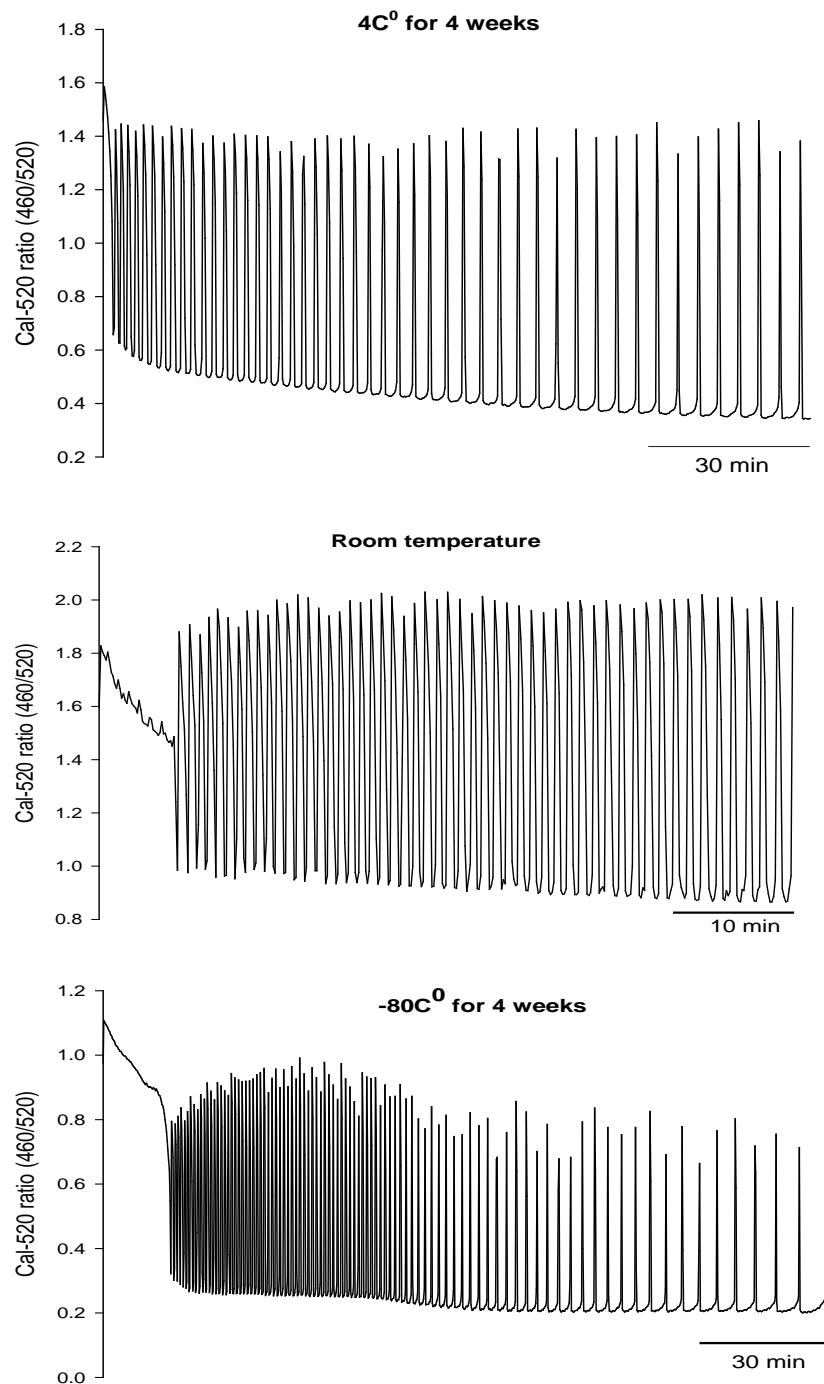 4C⁰ for 4 weeks
Cal-520 ratio (460/520)
1.8
1.6
1.4
1.2
1.0
0.8
0.6
0.4
0.2
30 min
Room temperature
Cal-520 ratio (460/520)
2.2
2.0
1.8
1.6
1.4
1.2
1.0
0.8
10 min
-80C⁰ for 4 weeks
Cal-520 ratio (460/520)
1.2
1.0
0.8
0.6
0.4
0.2
0.0
30 min